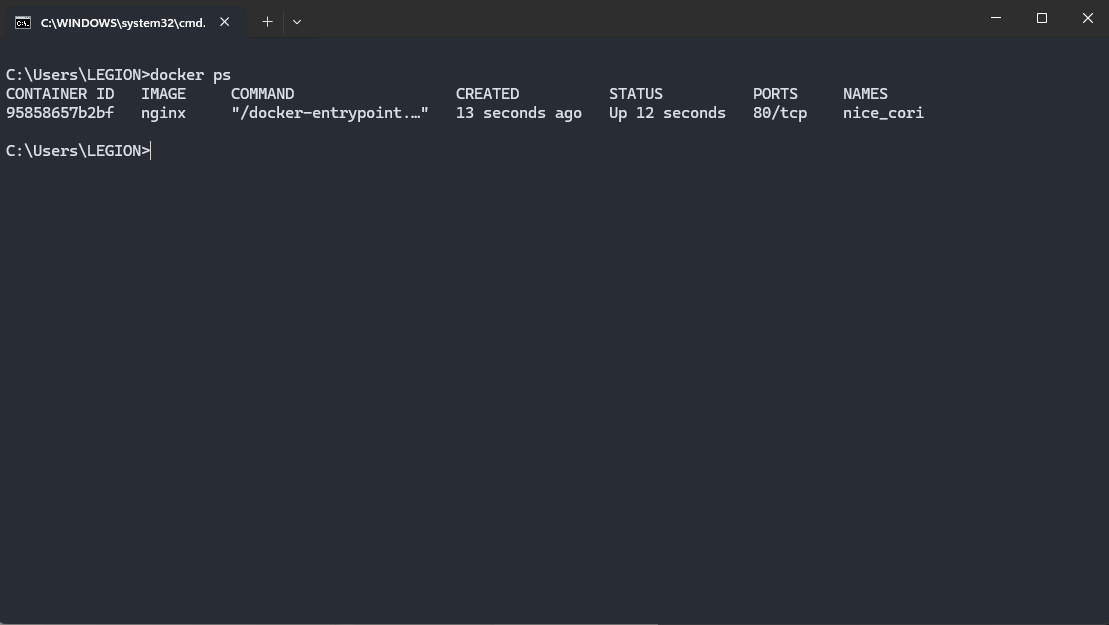 C:\WINDOWS\system32\cmd.
C:\Users\LEGION>docker ps
CONTAINER ID   IMAGE     COMMAND                  CREATED          STATUS          PORTS     NAMES
95858657b2bf   nginx     "/docker-entrypoint.…"   13 seconds ago   Up 12 seconds   80/tcp    nice_cori
C:\Users\LEGION>